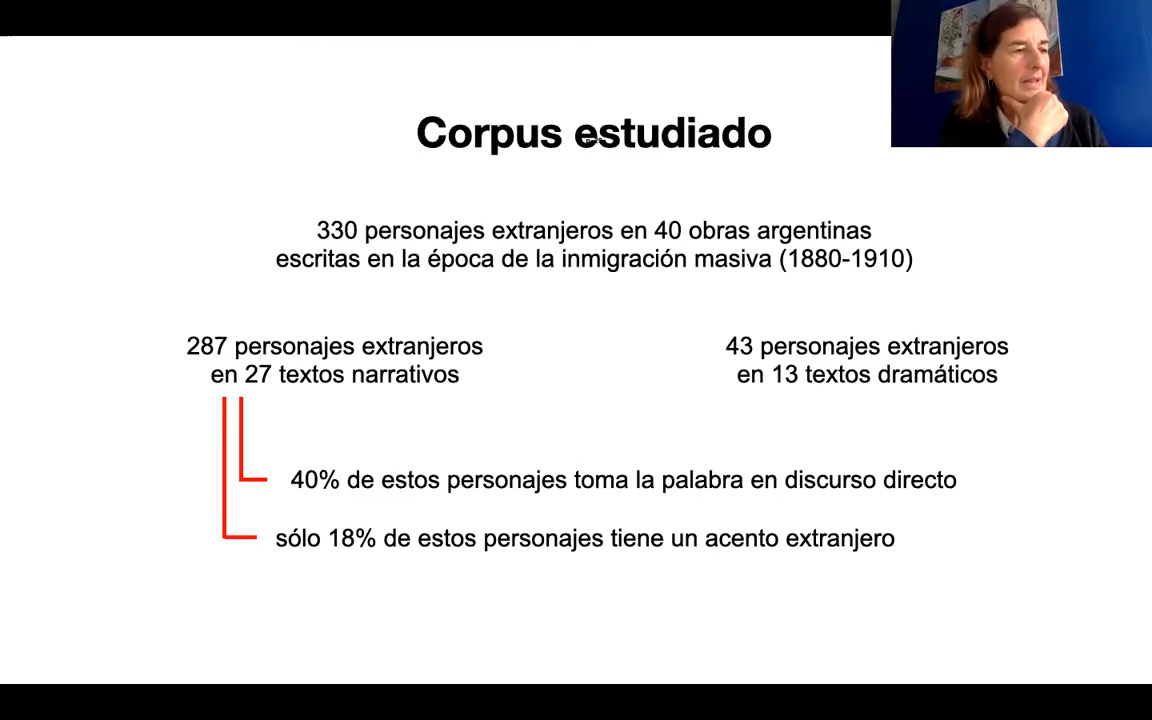 Corpus estudiado
330 personajes extranjeros en 40 obras argentinas
escritas en la época de la inmigración masiva (1880-1910)
287 personajes extranjeros
en 27 textos narrativos
43 personajes extranjeros
en 13 textos dramáticos
40% de estos personajes toma la palabra en discurso directo
sólo 18% de estos personajes tiene un acento extranjero